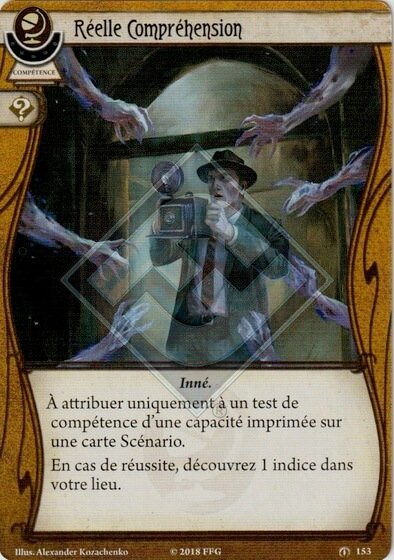 Réelle Compréhension
COMPÉTENCE
?
Inné.
À attribuer uniquement à un test de
compétence d'une capacité imprimée sur
une carte Scénario.
En cas de réussite, découvrez 1 indice dans
votre lieu.
Illus. Alexander Kozachenko
© 2018 FFG
153